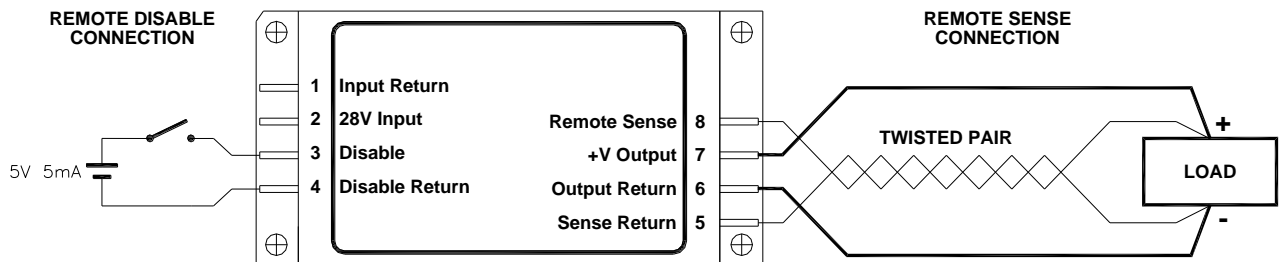 REMOTE DISABLE
CONNECTION
REMOTE SENSE
CONNECTION
1 Input Return
2 28V Input
3 Disable
4 Disable Return
5V 5mA
Remote Sense 8
+V Output 7
Output Return 6
Sense Return 5
TWISTED PAIR
+
LOAD
-